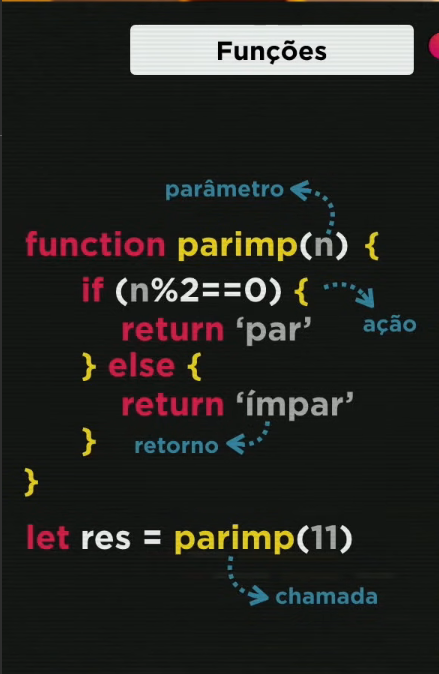 Funções
parâmetro
function parimp(n) {
if (n%2==0) {
ação
return ‘par’
} else {
return ‘ímpar’
}
retorno
}
let res = parimp(11)
chamada